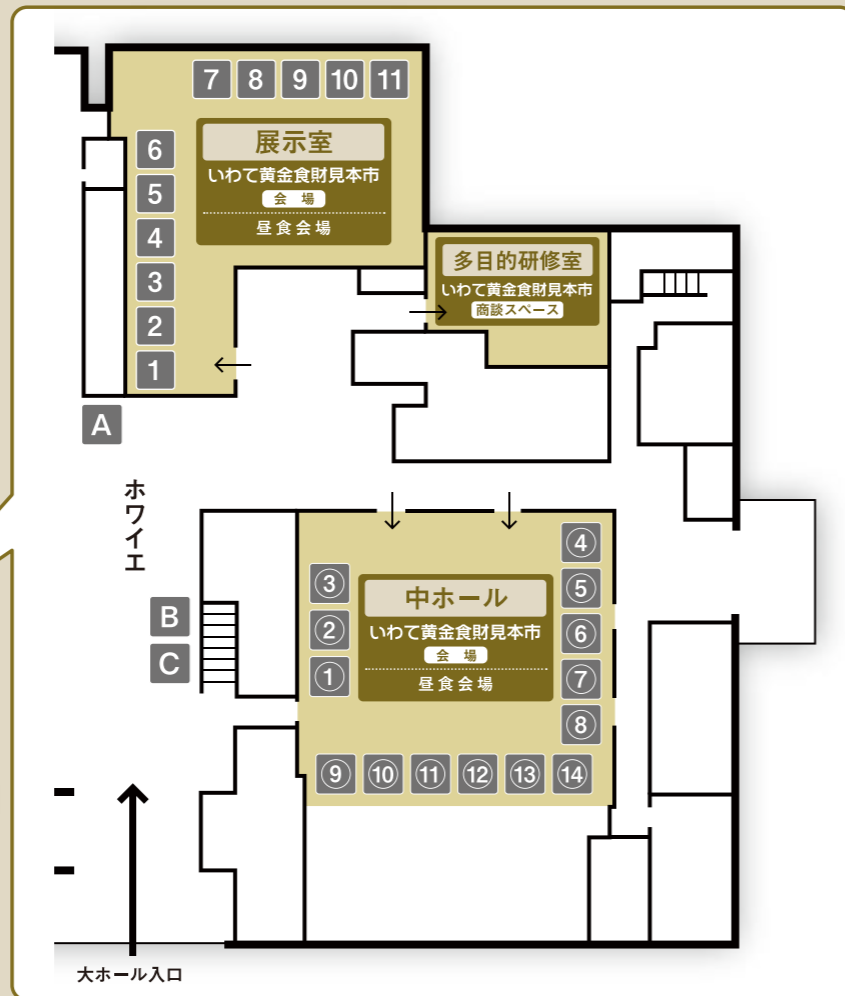 7 8 9 10 11
6
5
4
3
2
1
展示室
いわて黄金食財見本市
会 場
昼食会場
多目的研修室
いわて黄金食財見本市
商談スペース
A
ホワイエ
B
C
③
②
①
中ホール
いわて黄金食財見本市
会 場
昼食会場
④
⑤
⑥
⑦
⑧
⑨ ⑩ ⑪ ⑫ ⑬ ⑭
大ホール入口